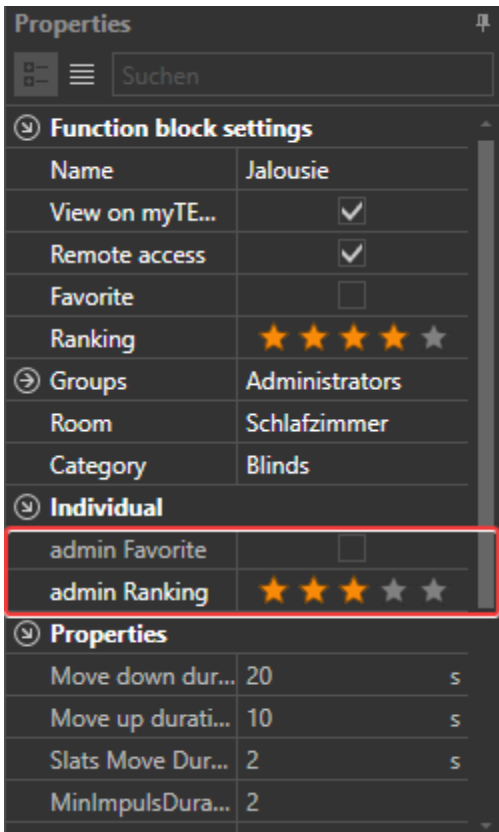 Properties
Suchen
Function block settings
Name Jalousie
View on myTE...
Remote access
Favorite
Ranking
Groups Administrators
Room Schlafzimmer
Category Blinds
Individual
admin Favorite
admin Ranking
Properties
Move down dur... 20 s
Move up durati... 10 s
Slats Move Dur... 2 s
MinImpulsDura... 2